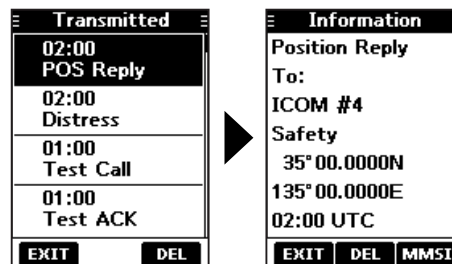 Transmitted
02:00
POS Reply
02:00
Distress
01:00
Test Call
01:00
Test ACK
EXIT DEL
Information
Position Reply
To:
ICOM #4
Safety
35°00.0000N
135°00.0000E
02:00 UTC
EXIT DEL MMSI